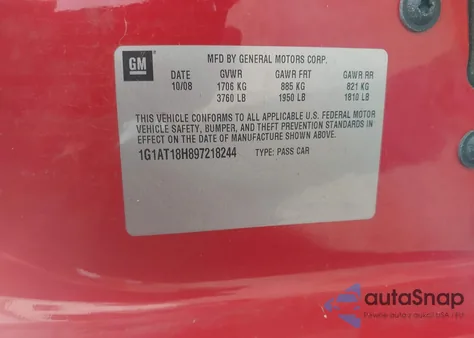 GM
MFD BY GENERAL MOTORS CORP.
DATE GVWR GAWR FRT GAWR RR
10/08 1706 KG 885 KG 821 KG
3760 LB 1950 LB 1810 LB
THIS VEHICLE CONFORMS TO ALL APPLICABLE U.S. FEDERAL MOTOR
VEHICLE SAFETY, BUMPER, AND THEFT PREVENTION STANDARDS IN
EFFECT ON THE DATE OF MANUFACTURE SHOWN ABOVE.
1G1AT18H897218244 TYPE: PASS CAR
autoSnap